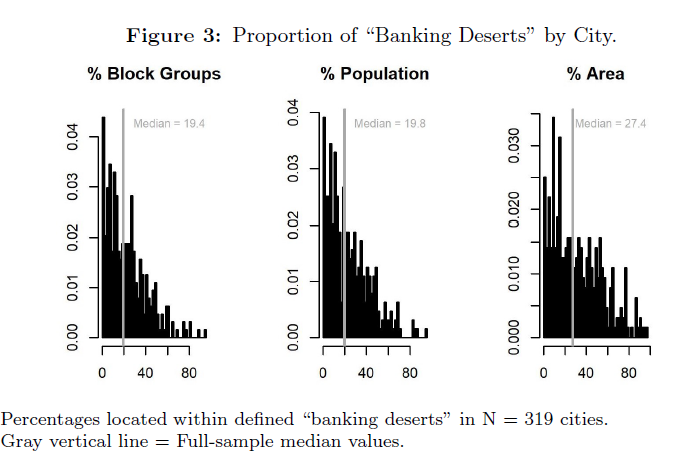 Figure 3: Proportion of “Banking Deserts” by City.
% Block Groups
% Population
% Area
Median = 19.4
Median = 19.8
Median = 27.4
0.04
0.03
0.02
0.01
0.00
0 40 80
0.04
0.03
0.02
0.01
0.00
0 40 80
0.030
0.020
0.010
0.000
0 40 80
Percentages located within defined “banking deserts” in N = 319 cities.
Gray vertical line = Full-sample median values.